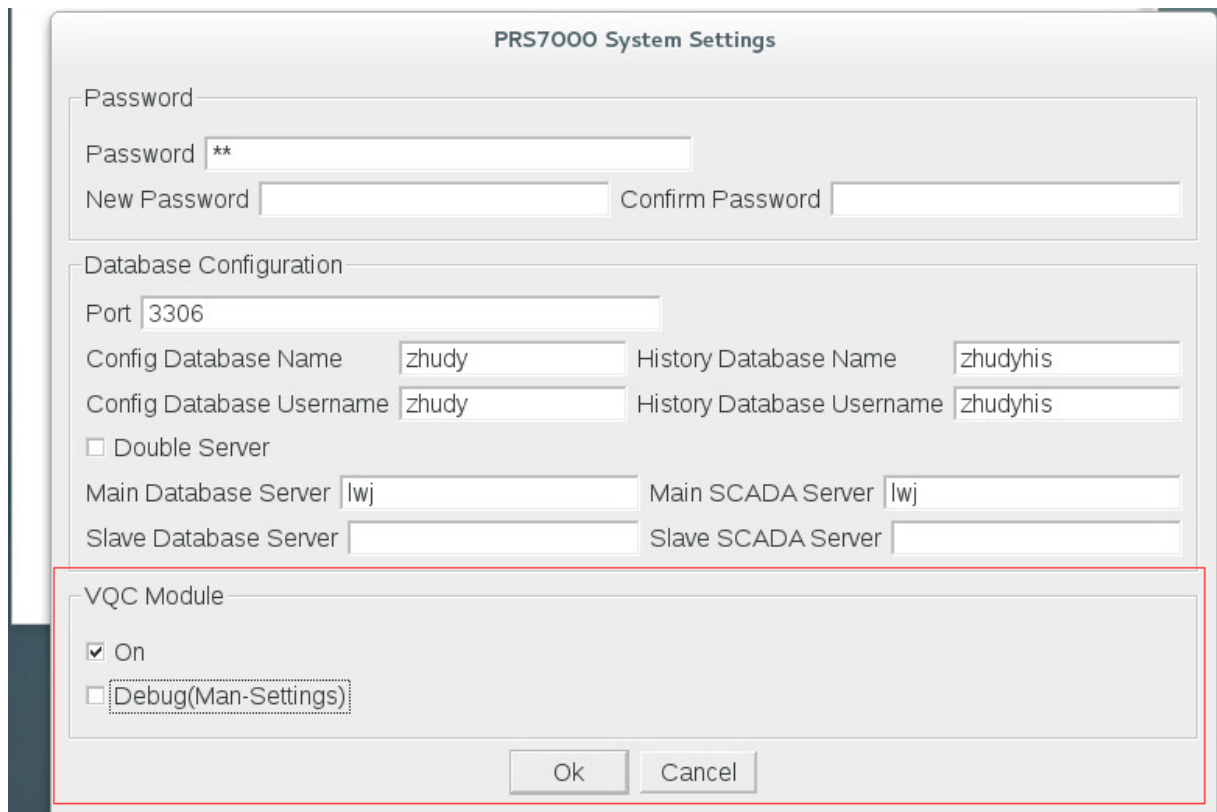 PRS7000 System Settings
Password
Password **
New Password Confirm Password
Database Configuration
Port 3306
Config Database Name zhudy History Database Name zhudyhis
Config Database Username zhudy History Database Username zhudyhis
Double Server
Main Database Server lwj Main SCADA Server lwj
Slave Database Server Slave SCADA Server
VQC Module
On
Debug(Man-Settings)
Ok Cancel